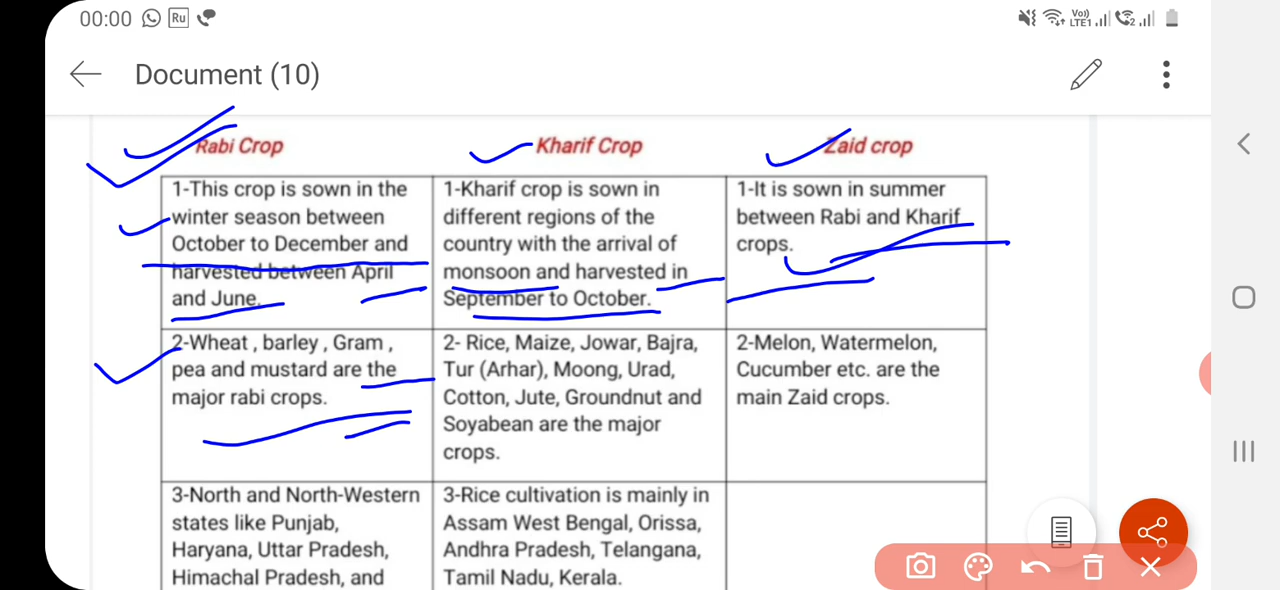 00:00 Ru Vo) LTE1 2
Document (10)
Rabi Crop Kharif Crop Zaid crop
1-This crop is sown in the
winter season between
October to December and
harvested between April
and June.
1-Kharif crop is sown in
different regions of the
country with the arrival of
monsoon and harvested in
September to October.
1-It is sown in summer
between Rabi and Kharif
crops.
2-Wheat , barley , Gram ,
pea and mustard are the
major rabi crops.
2- Rice, Maize, Jowar, Bajra,
Tur (Arhar), Moong, Urad,
Cotton, Jute, Groundnut and
Soyabean are the major
crops.
2-Melon, Watermelon,
Cucumber etc. are the
main Zaid crops.
3-North and North-Western
states like Punjab,
Haryana, Uttar Pradesh,
Himachal Pradesh, and
3-Rice cultivation is mainly in
Assam West Bengal, Orissa,
Andhra Pradesh, Telangana,
Tamil Nadu, Kerala.